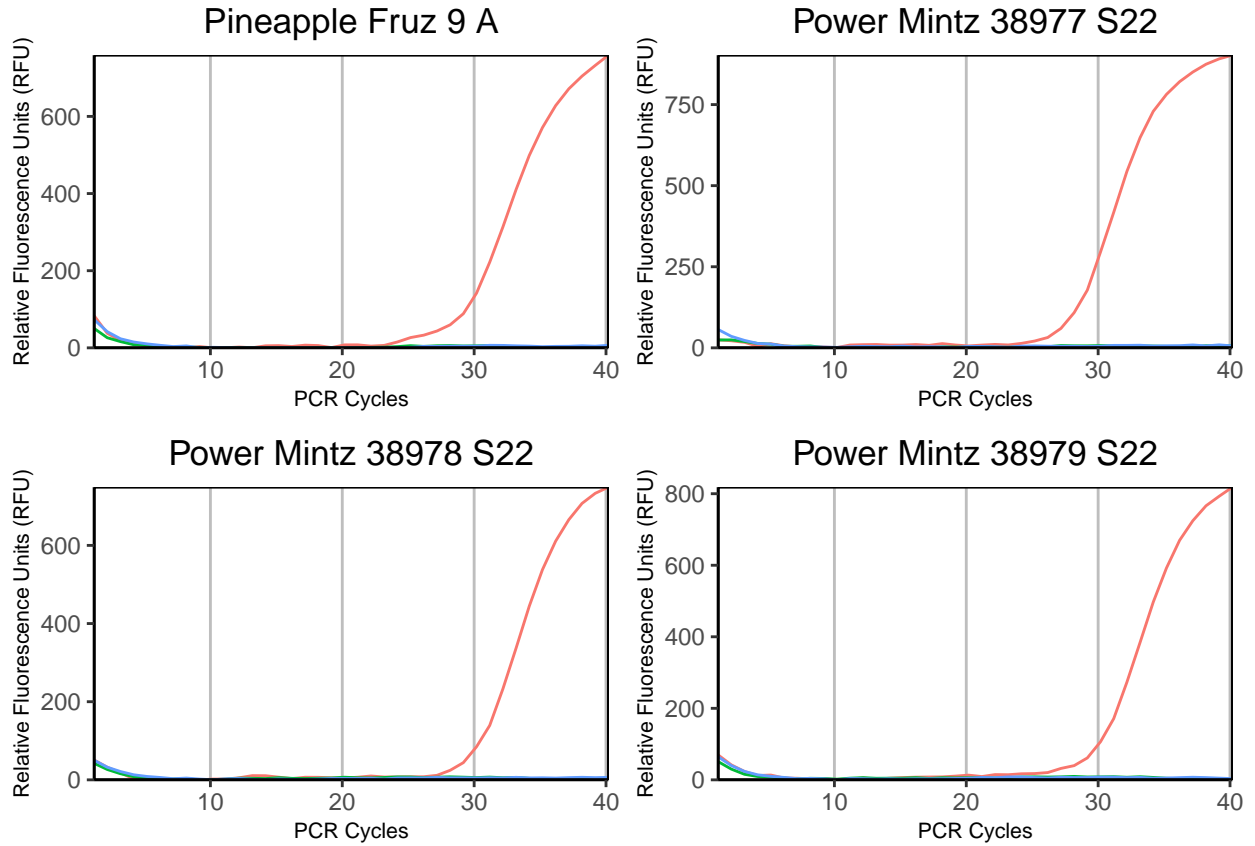 Pineapple Fruz 9 A
Relative Fluorescence Units (RFU)
600
400
200
0
10
20
30
40
PCR Cycles
Power Mintz 38977 S22
Relative Fluorescence Units (RFU)
750
500
250
0
10
20
30
40
PCR Cycles
Power Mintz 38978 S22
Relative Fluorescence Units (RFU)
600
400
200
0
10
20
30
40
PCR Cycles
Power Mintz 38979 S22
Relative Fluorescence Units (RFU)
800
600
400
200
0
10
20
30
40
PCR Cycles